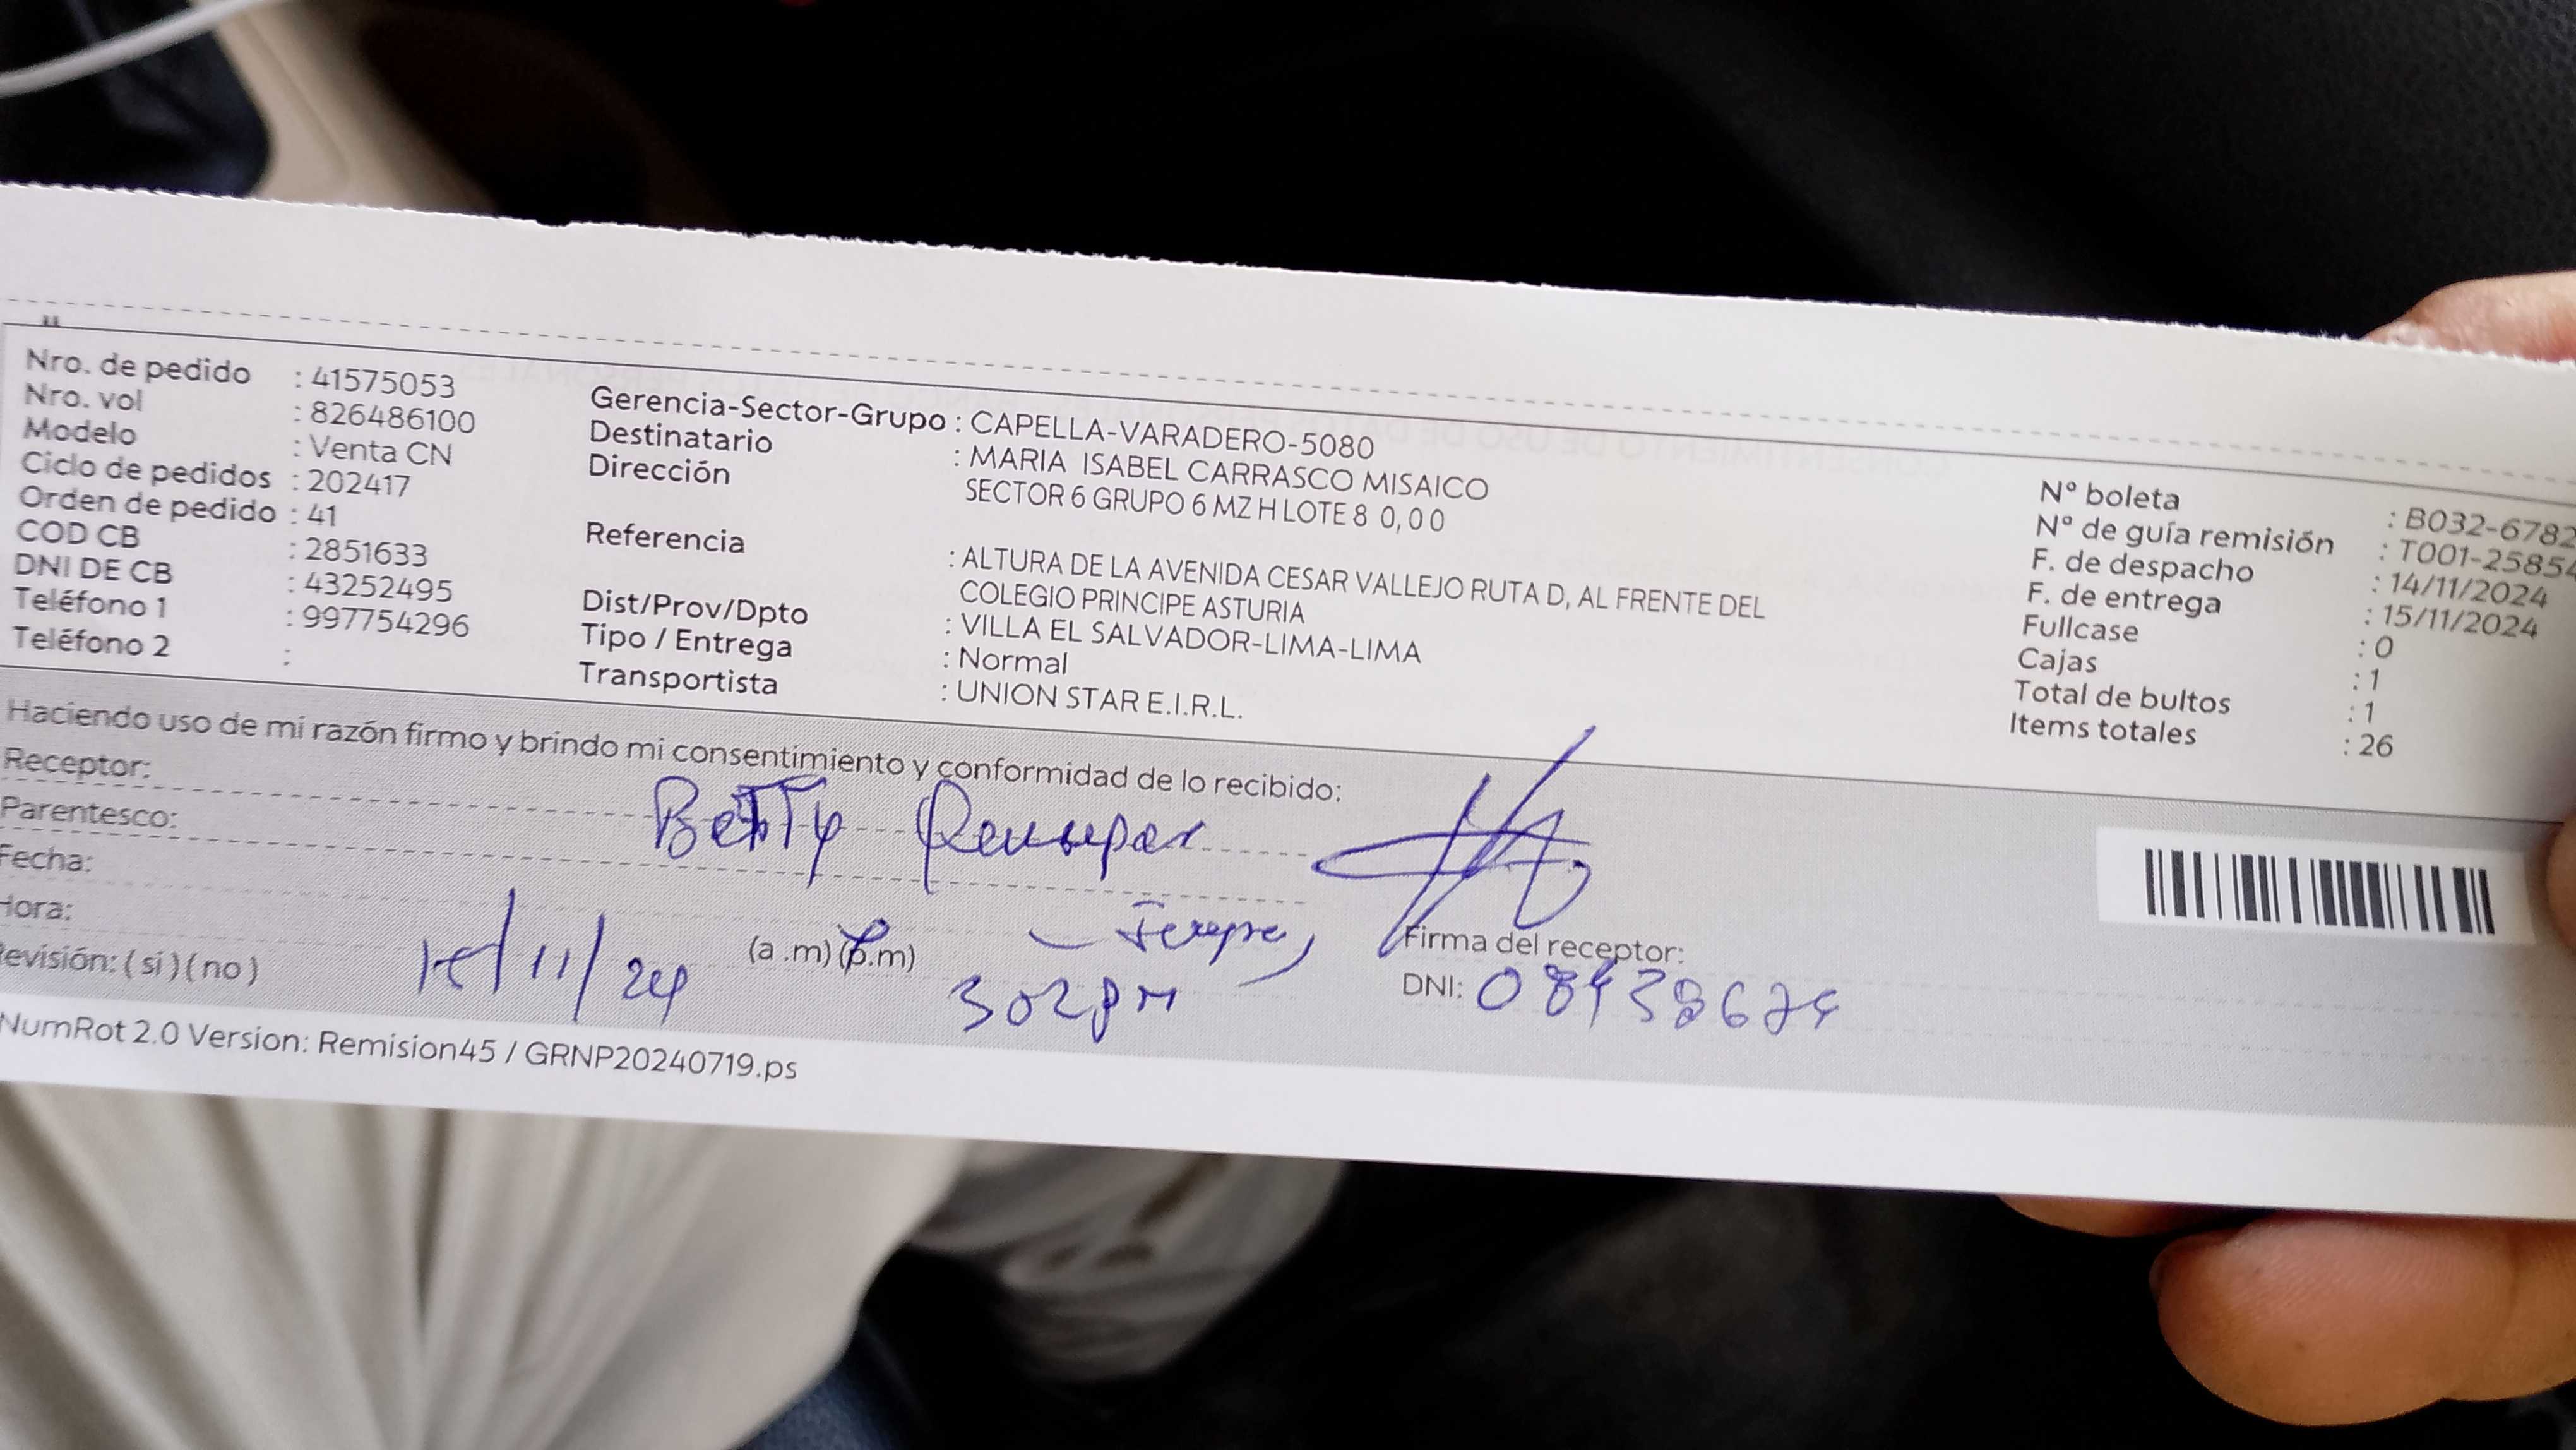 Nro. de pedido : 41575053
Nro. vol : 826486100
Modelo : Venta CN
Ciclo de pedidos : 202417
Orden de pedido : 41
COD CB : 2851633
DNI DE CB : 43252495
Teléfono 1 : 997754296
Teléfono 2 :
Gerencia-Sector-Grupo : CAPELLA-VARADERO-5080
Destinatario : MARIA ISABEL CARRASCO MISAICO
Dirección SECTOR 6 GRUPO 6 MZ H LOTE 8 0,00
Referencia : ALTURA DE LA AVENIDA CESAR VALLEJO RUTA D, AL FRENTE DEL
COLEGIO PRINCIPE ASTURIA
Dist/Prov/Dpto : VILLA EL SALVADOR-LIMA-LIMA
Tipo / Entrega : Normal
Transportista : UNION STAR E.I.R.L.
N° boleta : B032-6782
N° de guía remisión : T001-25854
F. de despacho : 14/11/2024
F. de entrega : 15/11/2024
Fullcase : 0
Cajas : 1
Total de bultos : 1
Items totales : 26
Haciendo uso de mi razón firmo y brindo mi consentimiento y conformidad de lo recibido:
Receptor: Betty
Parentesco:
Fecha: 15/11/24
Hora: (a.m) (p.m) 302 pm
evisión: ( si ) ( no )
Firma del receptor:
DNI:
NumRot 2.0 Version: Remision45 / GRNP20240719.ps